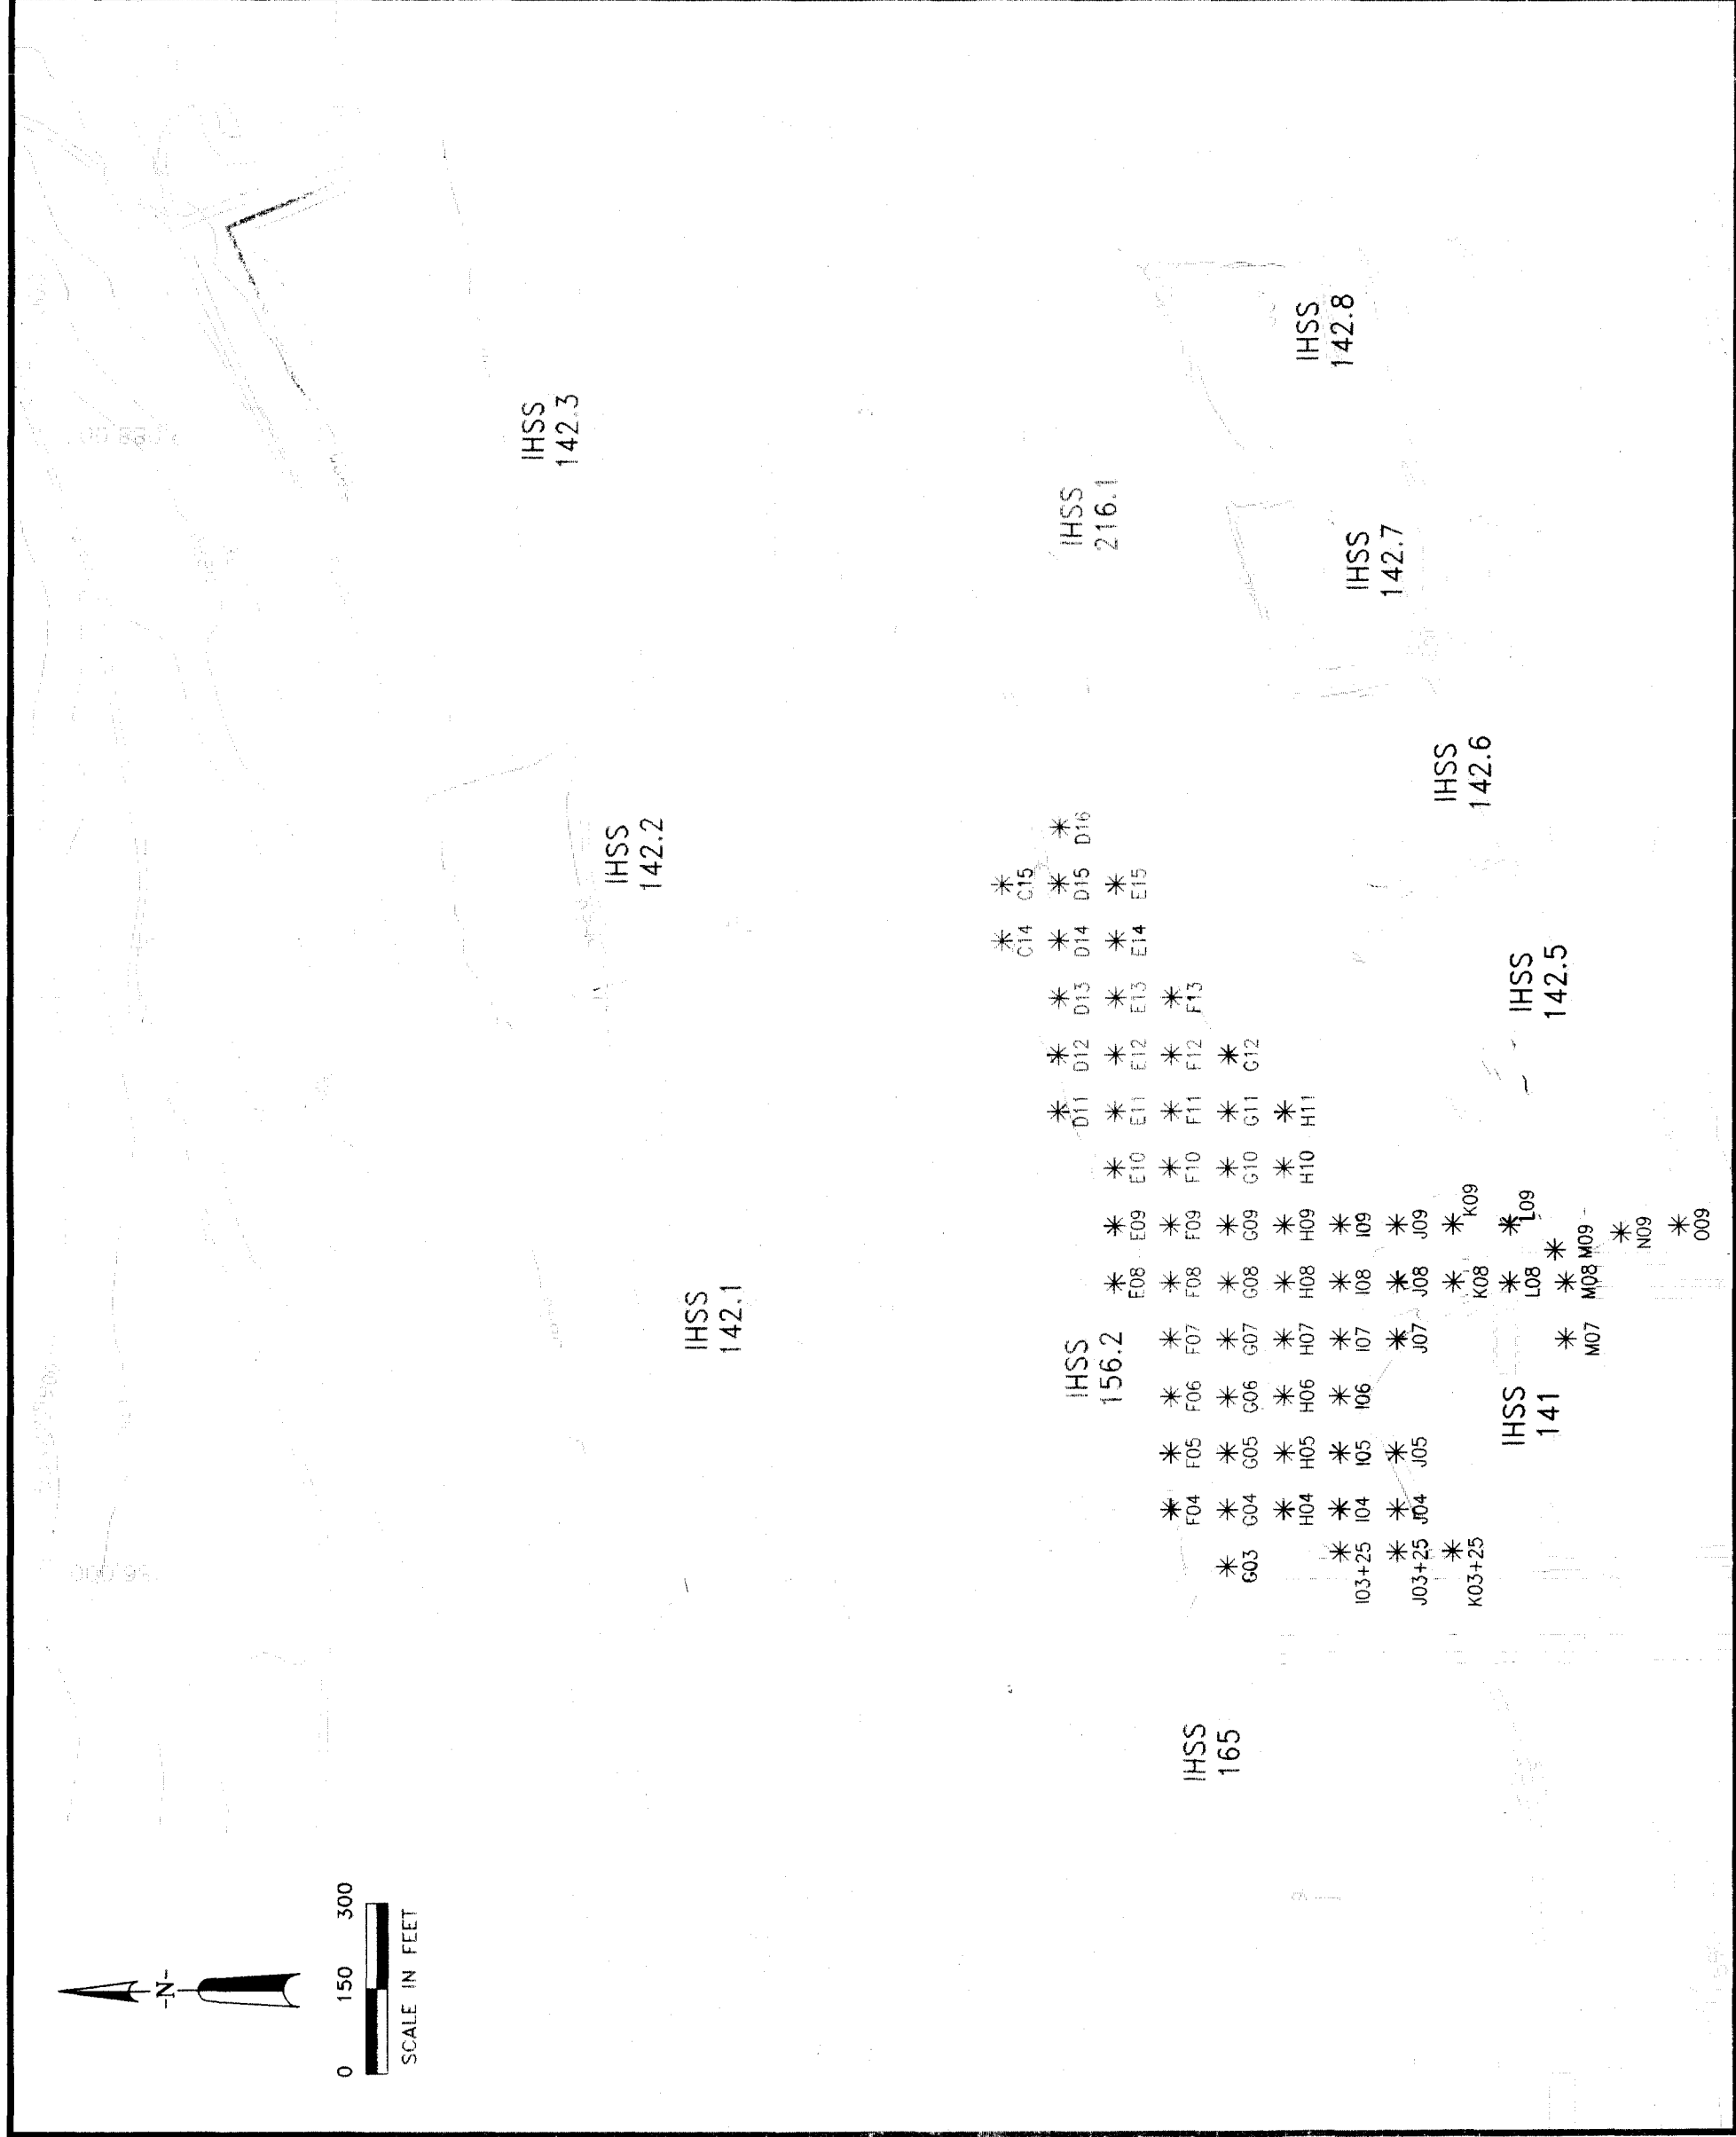 -N-
0 150 300
SCALE IN FEET
IHSS
142.3
IHSS
142.2
IHSS
142.1
IHSS
216.1
IHSS
142.8
IHSS
142.7
IHSS
142.6
IHSS
142.5
IHSS
156.2
IHSS
141
IHSS
165
C14 C15
D11 D12 D13 D14 D15 D16
E08 E09 E10 E11 E12 E13 E14 E15
F04 F05 F06 F07 F08 F09 F10 F11 F12 F13
G03 G04 G05 G06 G07 G08 G09 G10 G11 G12
H04 H05 H06 H07 H08 H09 H10 H11
I03+25 I04 I05 I06 I07 I08 I09
J03+25 J04 J05 J07 J08 J09
K03+25 K08 K09
L08 L09
M07 M08 M09
N09
O09